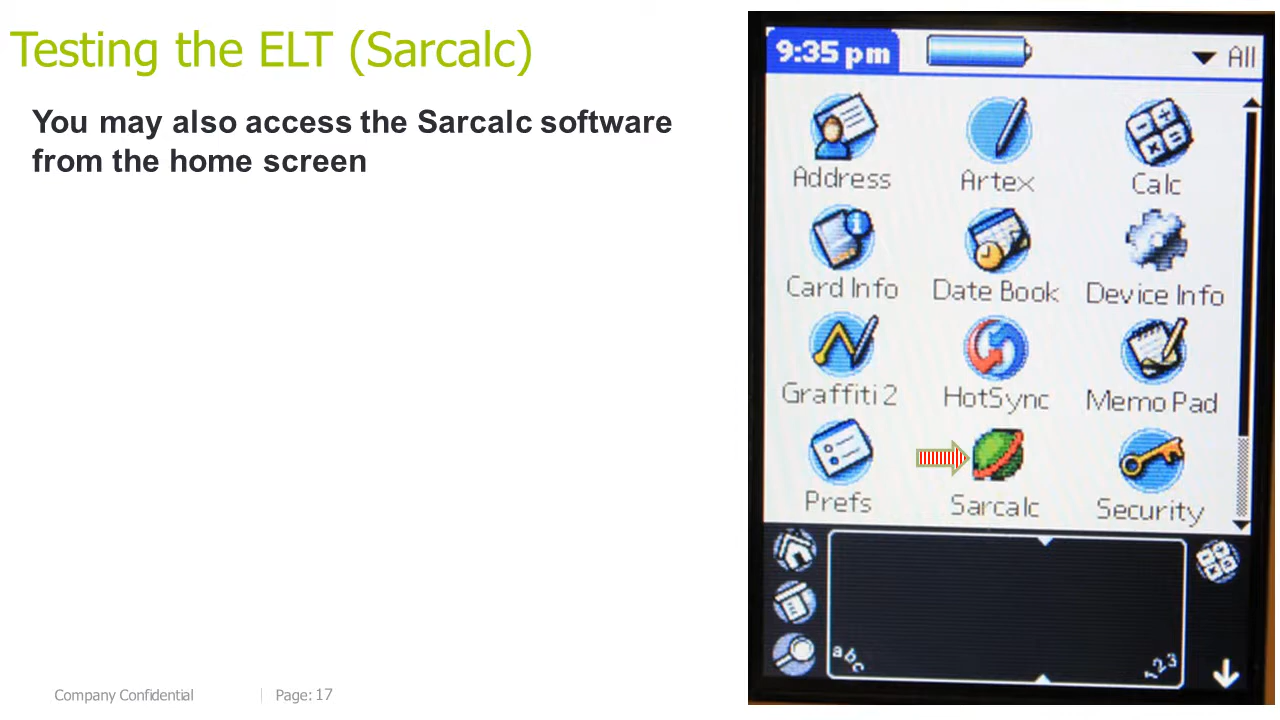 Testing the ELT (Sarcalc)
You may also access the Sarcalc software
from the home screen
9:35 pm
All
Address
Artex
Calc
Card Info
Date Book
Device Info
Graffiti 2
HotSync
Memo Pad
Prefs
Sarcalc
Security
abc
123
Company Confidential
Page: 17